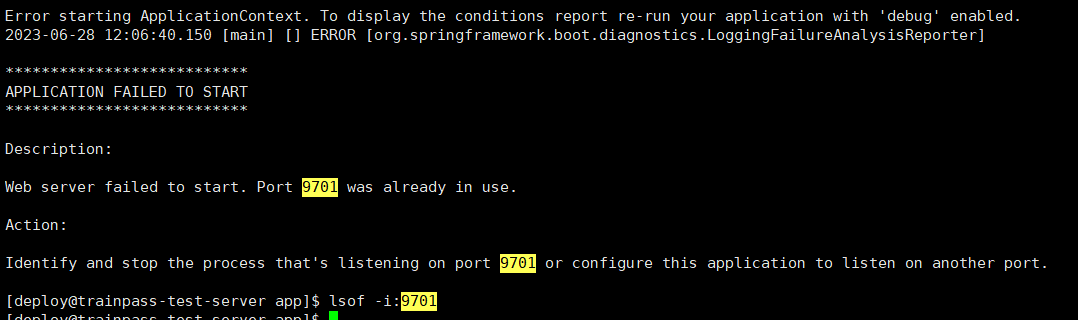 Error starting ApplicationContext. To display the conditions report re-run your application with 'debug' enabled.
2023-06-28 12:06:40.150 [main] [] ERROR [org.springframework.boot.diagnostics.LoggingFailureAnalysisReporter]
***************************
APPLICATION FAILED TO START
***************************
Description:
Web server failed to start. Port 9701 was already in use.
Action:
Identify and stop the process that's listening on port 9701 or configure this application to listen on another port.
[deploy@trainpass-test-server app]$ lsof -i:9701
[deploy@trainpass-test-server app]$